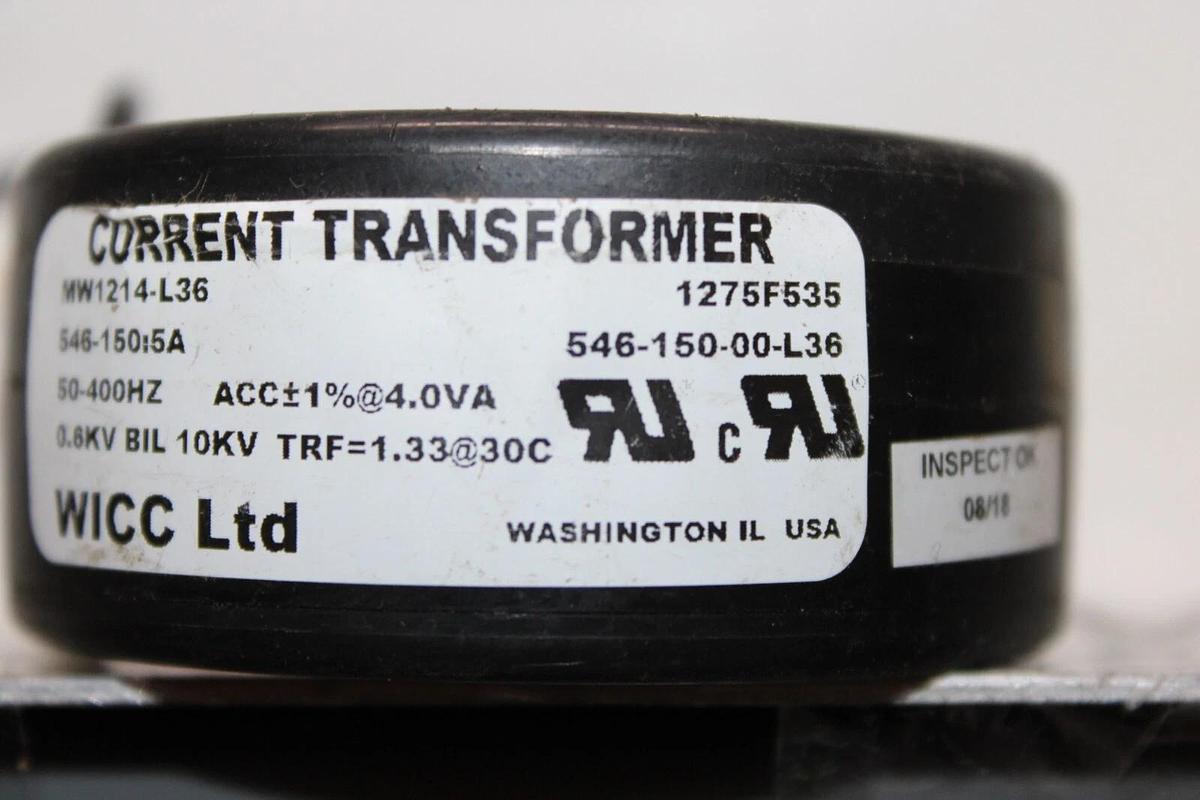 CURRENT TRANSFORMER
MW1214-L36 1275F535
546-150:5A 546-150-00-L36
50-400HZ ACC±1%@4.0VA
0.6KV BIL 10KV TRF=1.33@30C
C
WICC Ltd WASHINGTON IL USA
INSPECT OK
08/18